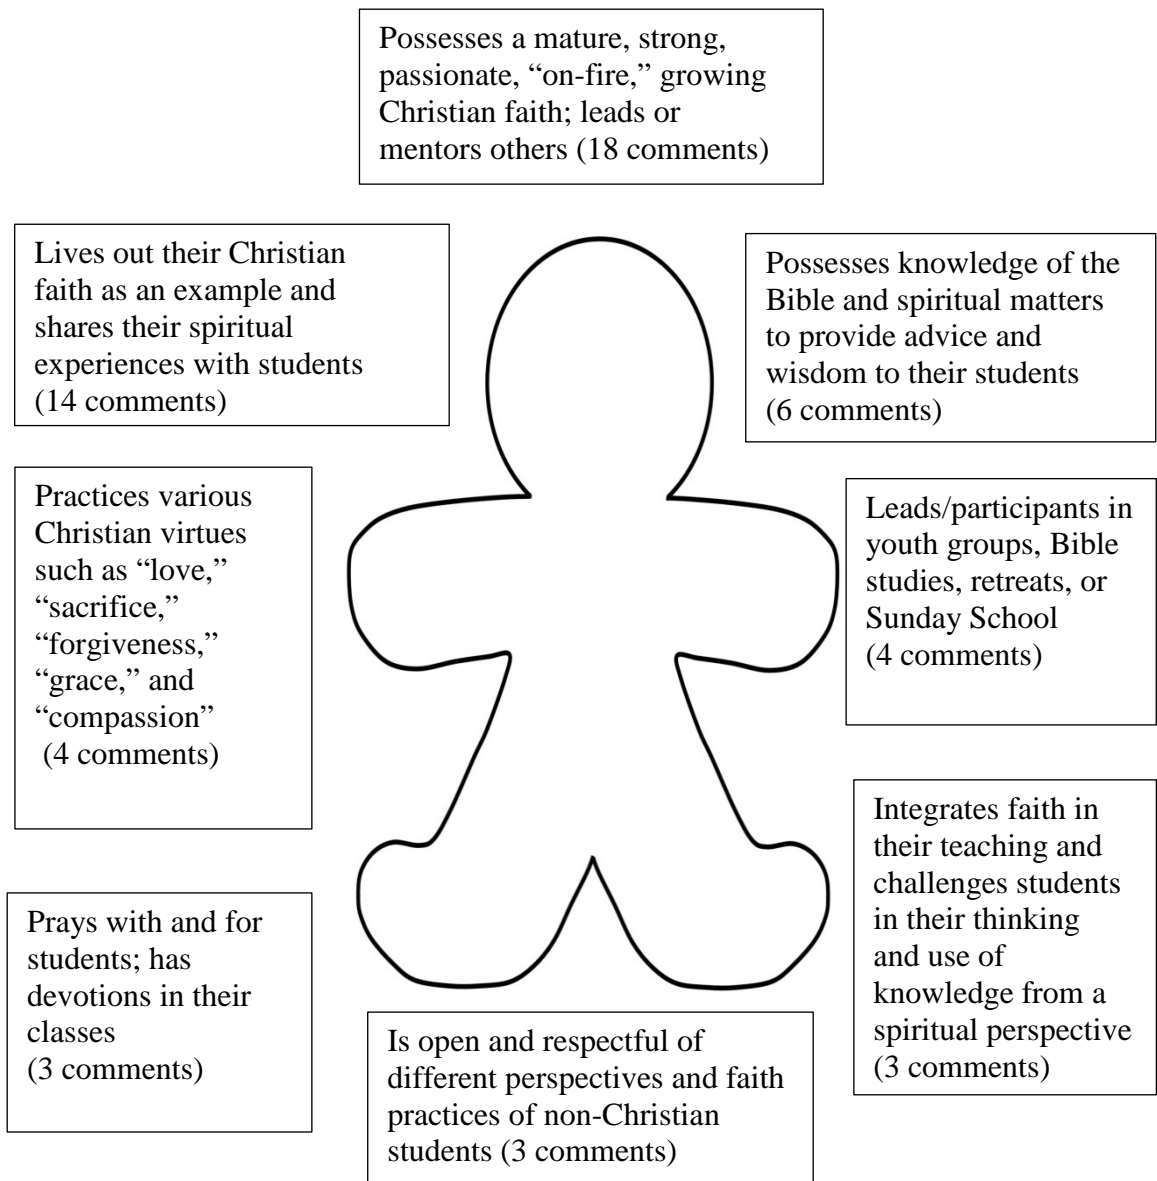 Possesses a mature, strong,
passionate, “on-fire,” growing
Christian faith; leads or
mentors others (18 comments)
Lives out their Christian
faith as an example and
shares their spiritual
experiences with students
(14 comments)
Possesses knowledge of the
Bible and spiritual matters
to provide advice and
wisdom to their students
(6 comments)
Practices various
Christian virtues
such as “love,”
“sacrifice,”
“forgiveness,”
“grace,” and
“compassion”
(4 comments)
Leads/participants in
youth groups, Bible
studies, retreats, or
Sunday School
(4 comments)
Integrates faith in
their teaching and
challenges students
in their thinking
and use of
knowledge from a
spiritual perspective
(3 comments)
Prays with and for
students; has
devotions in their
classes
(3 comments)
Is open and respectful of
different perspectives and faith
practices of non-Christian
students (3 comments)